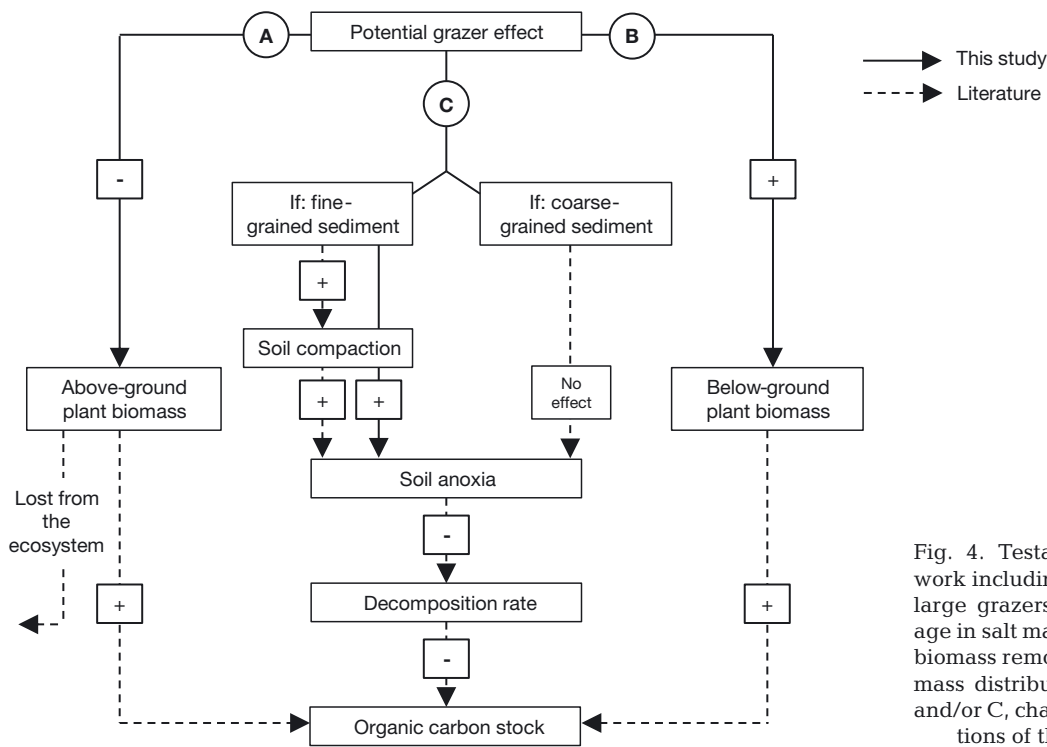 A
Potential grazer effect
B
This study
Literature
C
-
+
If: fine-
grained sediment
If: coarse-
grained sediment
+
Soil compaction
Above-ground
plant biomass
+
+
No
effect
Below-ground
plant biomass
Soil anoxia
Lost from
the
ecosystem
-
+
Decomposition rate
+
-
Organic carbon stock
Fig. 4. Testa
work includin
large grazers
age in salt ma
biomass remo
mass distribu
and/or C, cha
tions of th